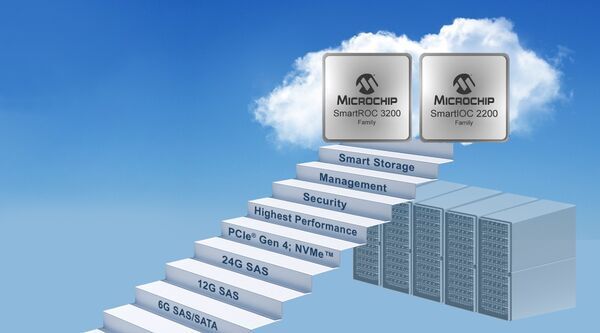 MICROCHIP
SmartROC 3200
Family
MICROCHIP
SmartIOC 2200
Family
Smart Storage
Management
Security
Highest Performance
PCIe® Gen 4; NVMe™
24G SAS
12G SAS
6G SAS/SATA